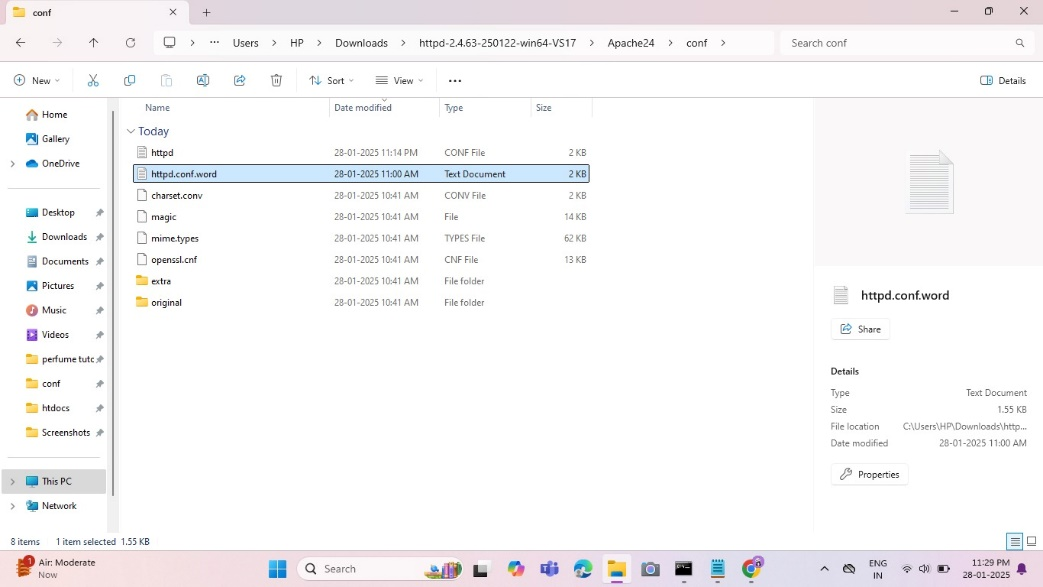 conf
Users > HP > Downloads > httpd-2.4.63-250122-win64-VS17 > Apache24 > conf >
Search conf
New
Sort
View
Details
Name Date modified Type Size
Today
httpd 28-01-2025 11:14 PM CONF File 2 KB
httpd.conf.word 28-01-2025 11:00 AM Text Document 2 KB
charset.conv 28-01-2025 10:41 AM CONV File 2 KB
magic 28-01-2025 10:41 AM File 14 KB
mime.types 28-01-2025 10:41 AM TYPES File 62 KB
openssl.cnf 28-01-2025 10:41 AM CNF File 13 KB
extra 28-01-2025 10:41 AM File folder
original 28-01-2025 10:41 AM File folder
Home
Gallery
OneDrive
Desktop
Downloads
Documents
Pictures
Music
Videos
perfume tutc
conf
htdocs
Screenshots
This PC
Network
httpd.conf.word
Share
Details
Type Text Document
Size 1.55 KB
File location C:\Users\HP\Downloads\http...
Date modified 28-01-2025 11:00 AM
Properties
8 items 1 item selected 1.55 KB
1
Air: Moderate
Now
Search
ENG
IN
11:29 PM
28-01-2025